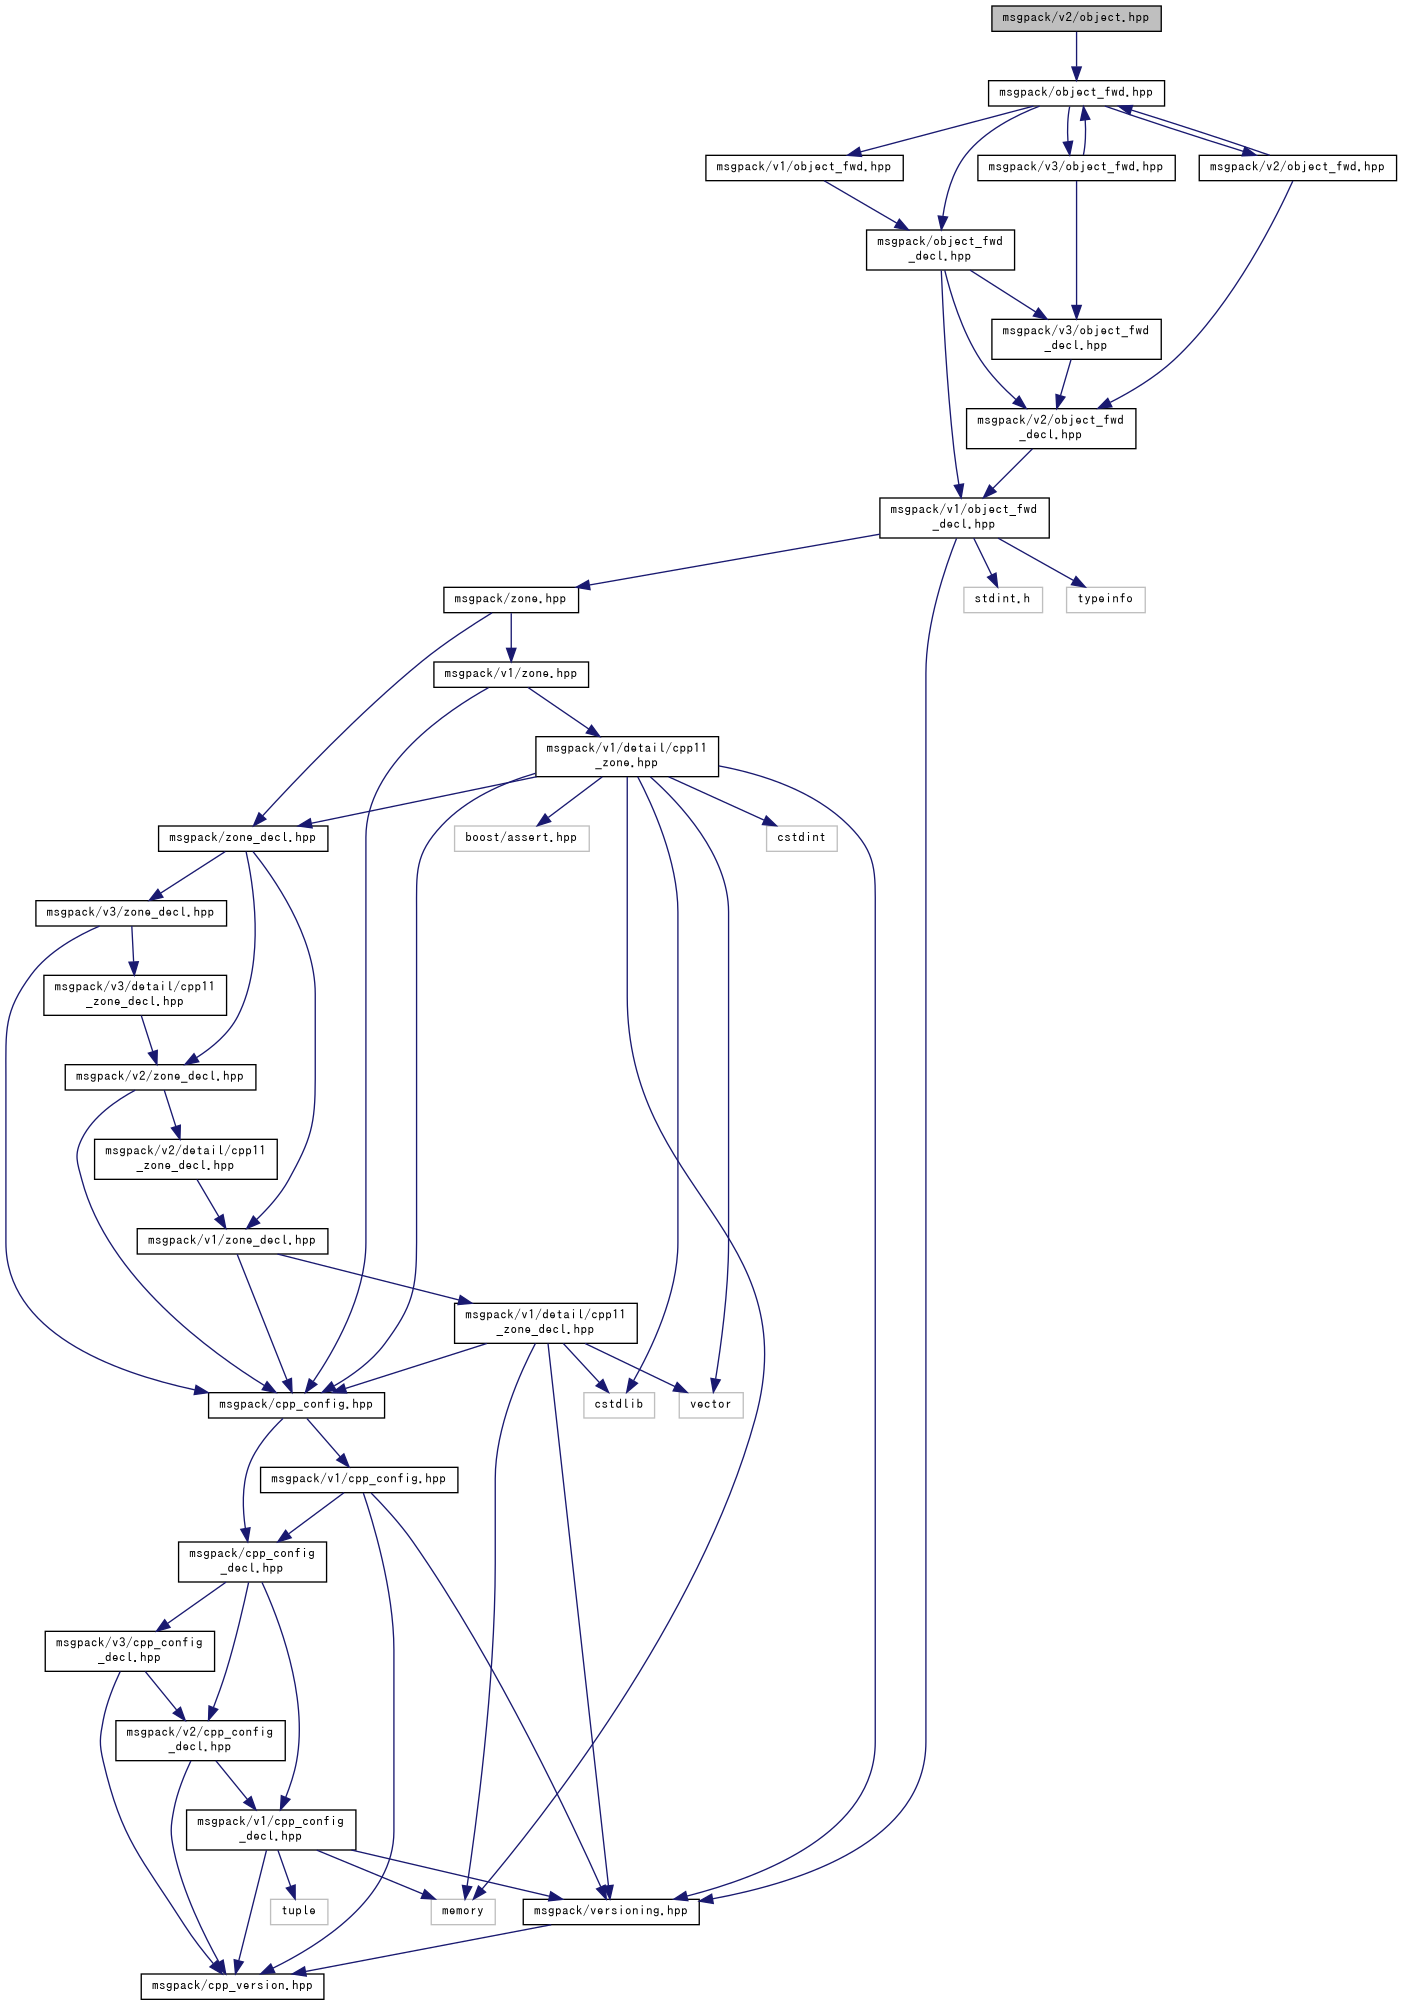 msgpack/v2/object.hpp
msgpack/object_fwd.hpp
msgpack/v1/object_fwd.hpp
msgpack/v3/object_fwd.hpp
msgpack/v2/object_fwd.hpp
msgpack/object_fwd
_decl.hpp
msgpack/v3/object_fwd
_decl.hpp
msgpack/v2/object_fwd
_decl.hpp
msgpack/v1/object_fwd
_decl.hpp
msgpack/zone.hpp
stdint.h
typeinfo
msgpack/v1/zone.hpp
msgpack/v1/detail/cpp11
_zone.hpp
msgpack/zone_decl.hpp
boost/assert.hpp
cstdint
msgpack/v3/zone_decl.hpp
msgpack/v3/detail/cpp11
_zone_decl.hpp
msgpack/v2/zone_decl.hpp
msgpack/v2/detail/cpp11
_zone_decl.hpp
msgpack/v1/zone_decl.hpp
msgpack/v1/detail/cpp11
_zone_decl.hpp
msgpack/cpp_config.hpp
cstdlib
vector
msgpack/v1/cpp_config.hpp
msgpack/cpp_config
_decl.hpp
msgpack/v3/cpp_config
_decl.hpp
msgpack/v2/cpp_config
_decl.hpp
msgpack/v1/cpp_config
_decl.hpp
tuple
memory
msgpack/versioning.hpp
msgpack/cpp_version.hpp